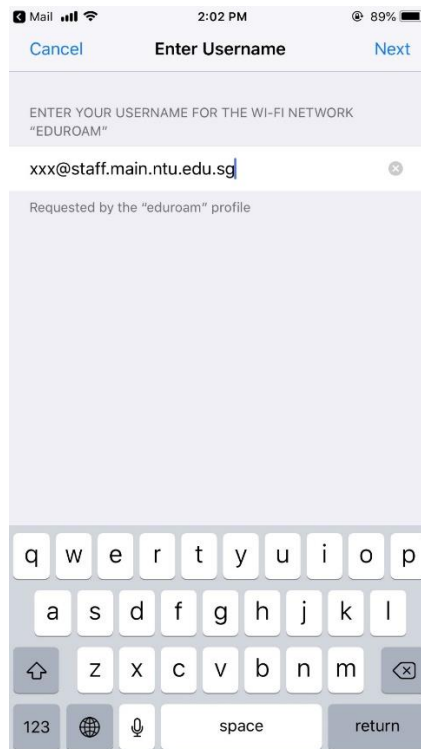 Mail 2:02 PM 89%
Cancel Enter Username Next
ENTER YOUR USERNAME FOR THE WI-FI NETWORK
"EDUROAM"
xxx@staff.main.ntu.edu.sg
Requested by the "eduroam" profile
q w e r t y u i o p
a s d f g h j k l
z x c v b n m
123 space return